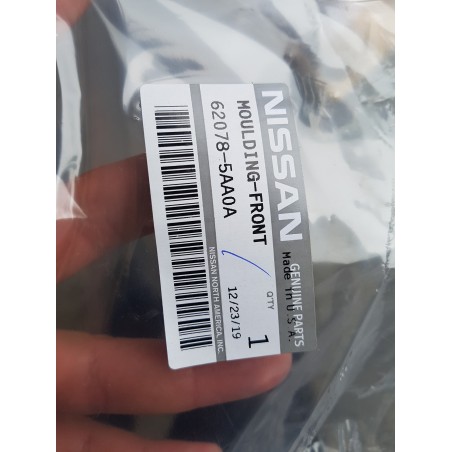 NISSAN
GENUINE PARTS
Made in U.S.A.
MOULDING-FRONT
62078-5AA0A
QTY
1
12/23/19
NISSAN NORTH AMERICA, INC.